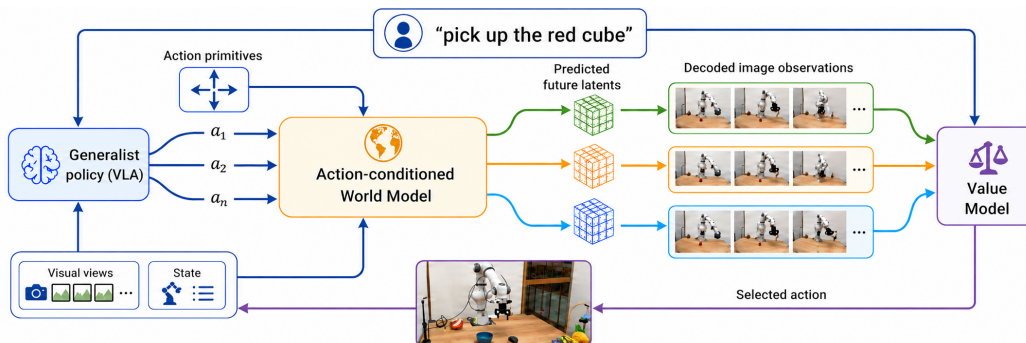 “pick up the red cube”
Action primitives
Predicted
future latents
Decoded image observations
Generalist
policy (VLA)
a₁
a₂
aₙ
Action-conditioned
World Model
...
...
...
Value
Model
Visual views
...
State
Selected action